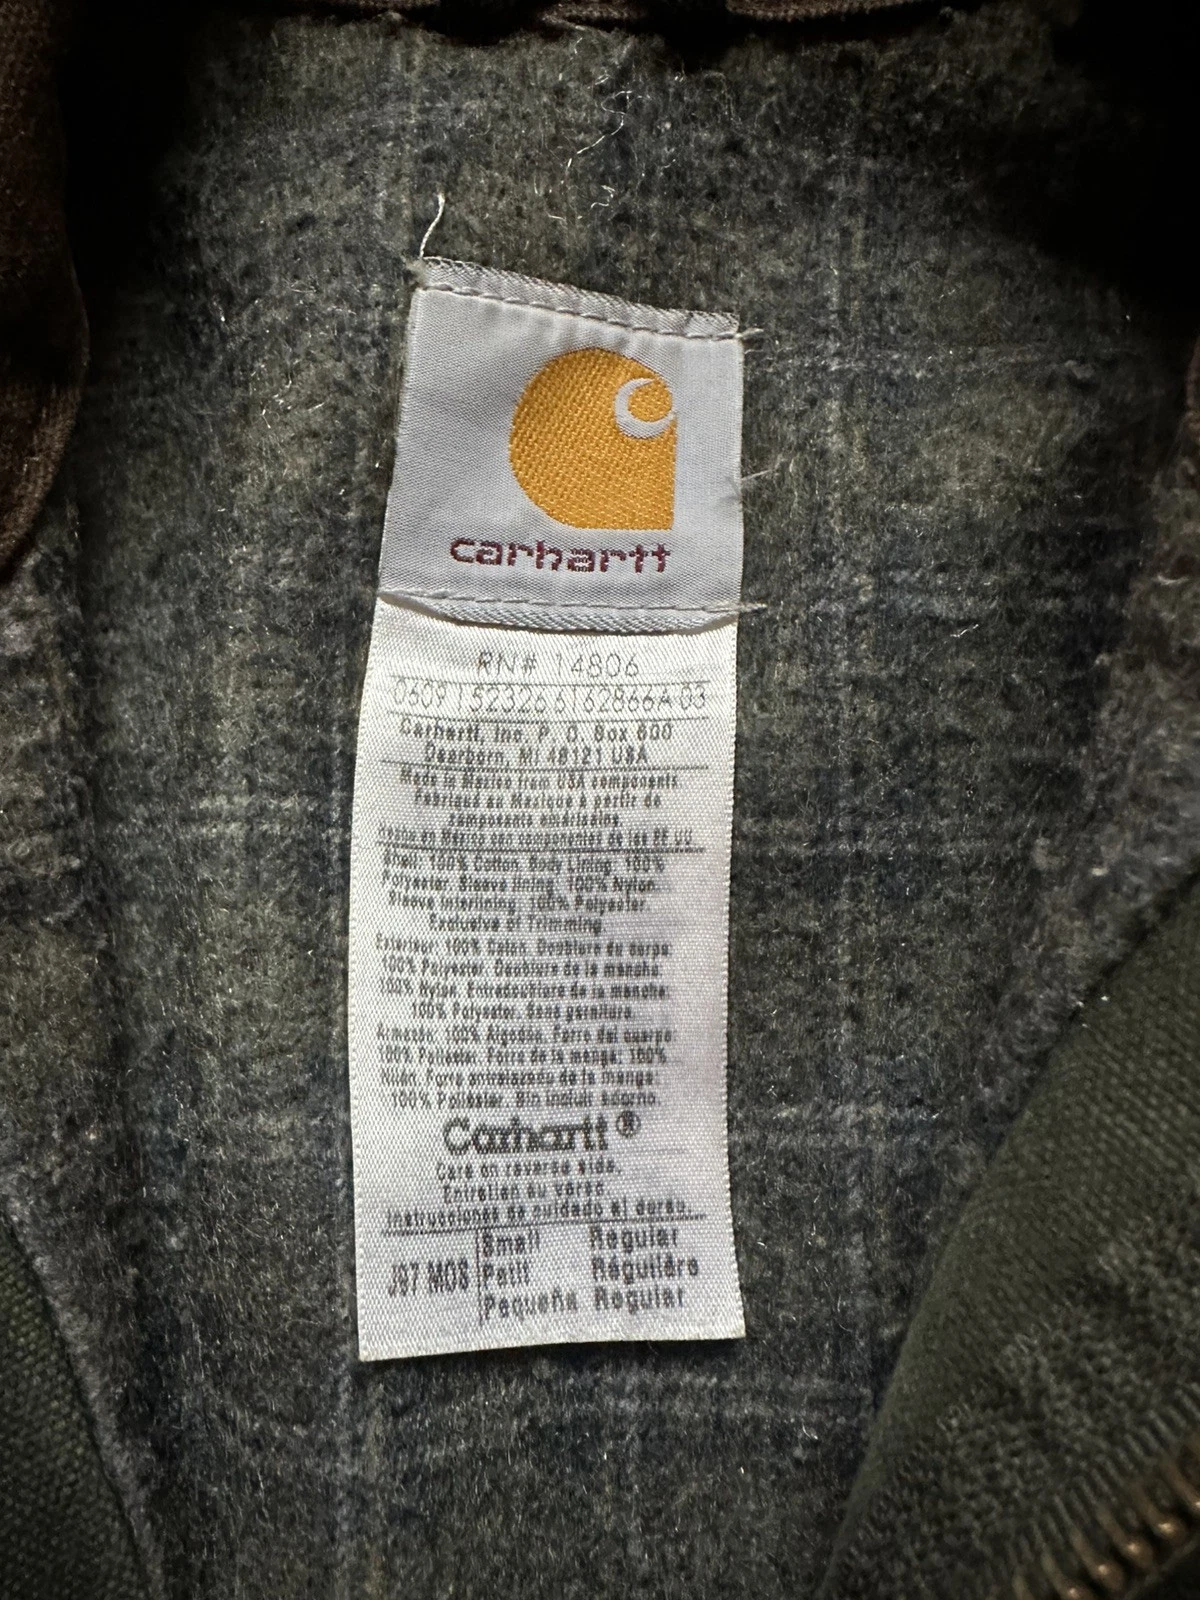 carhartt
RN# 14806
0609 152326 6162866A 03
Carhartt, Inc. P. O. Box 600
Dearborn, MI 48121 USA
Made in Mexico from USA components
Fabriqué au Mexique à partir de
composants américains
Hecho en México con componentes de los EE UU
Shell: 100% Cotton. Body Lining: 100%
Polyester. Sleeve lining: 100% Nylon.
Sleeve Interlining: 100% Polyester.
Exclusive of Trimming.
Exterieur: 100% Coton. Doublure du corps:
100% Polyester. Doublure de la manche:
100% Nylon. Entredoublure de la manche:
100% Polyester. Sans garniture.
Armazón: 100% Algodón. Forro del cuerpo:
100% Poliester. Forro de la manga: 100%
Nilón. Forro entrelazado de la manga:
100% Poliester. Sin incluir adorno.
Carhartt®
Care on reverse side.
Entretien au verso
Instrucciones de cuidado al dorso.
J97 MOS Small Regular
Petit Régulière
Pequeña Regular